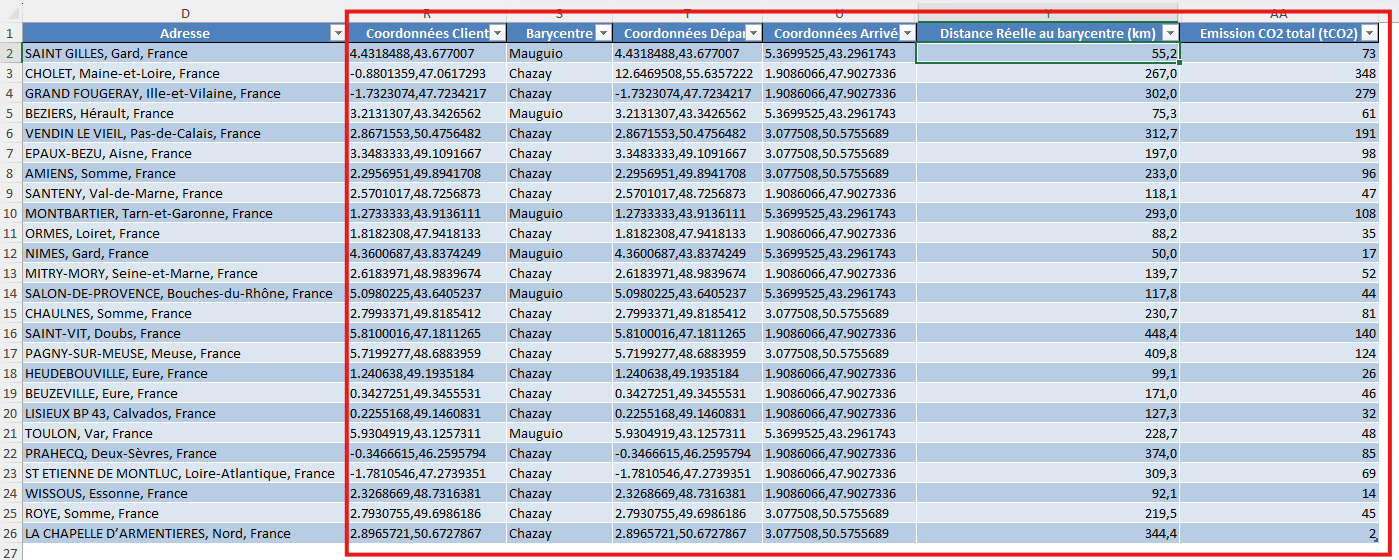 D R S T U Y AA
1 Adresse Coordonnées Client Barycentre Coordonnées Dépar Coordonnées Arrivé Distance Réelle au barycentre (km) Emission CO2 total (tCO2)
2 SAINT GILLES, Gard, France 4.4318488,43.677007 Mauguio 4.4318488,43.677007 5.3699525,43.2961743 55,2 73
3 CHOLET, Maine-et-Loire, France -0.8801359,47.0617293 Chazay 12.6469508,55.6357222 1.9086066,47.9027336 267,0 348
4 GRAND FOUGERAY, Ille-et-Vilaine, France -1.7323074,47.7234217 Chazay -1.7323074,47.7234217 1.9086066,47.9027336 302,0 279
5 BEZIERS, Hérault, France 3.2131307,43.3426562 Mauguio 3.2131307,43.3426562 5.3699525,43.2961743 75,3 61
6 VENDIN LE VIEIL, Pas-de-Calais, France 2.8671553,50.4756482 Chazay 2.8671553,50.4756482 3.077508,50.5755689 312,7 191
7 EPAUX-BEZU, Aisne, France 3.3483333,49.1091667 Chazay 3.3483333,49.1091667 3.077508,50.5755689 197,0 98
8 AMIENS, Somme, France 2.2956951,49.8941708 Chazay 2.2956951,49.8941708 3.077508,50.5755689 233,0 96
9 SANTENY, Val-de-Marne, France 2.5701017,48.7256873 Chazay 2.5701017,48.7256873 1.9086066,47.9027336 118,1 47
10 MONTBARTIER, Tarn-et-Garonne, France 1.2733333,43.9136111 Mauguio 1.2733333,43.9136111 5.3699525,43.2961743 293,0 108
11 ORMES, Loiret, France 1.8182308,47.9418133 Chazay 1.8182308,47.9418133 1.9086066,47.9027336 88,2 35
12 NIMES, Gard, France 4.3600687,43.8374249 Mauguio 4.3600687,43.8374249 5.3699525,43.2961743 50,0 17
13 MITRY-MORY, Seine-et-Marne, France 2.6183971,48.9839674 Chazay 2.6183971,48.9839674 1.9086066,47.9027336 139,7 52
14 SALON-DE-PROVENCE, Bouches-du-Rhône, France 5.0980225,43.6405237 Mauguio 5.0980225,43.6405237 5.3699525,43.2961743 117,8 44
15 CHAULNES, Somme, France 2.7993371,49.8185412 Chazay 2.7993371,49.8185412 3.077508,50.5755689 230,7 81
16 SAINT-VIT, Doubs, France 5.8100016,47.1811265 Chazay 5.8100016,47.1811265 1.9086066,47.9027336 448,4 140
17 PAGNY-SUR-MEUSE, Meuse, France 5.7199277,48.6883959 Chazay 5.7199277,48.6883959 3.077508,50.5755689 409,8 124
18 HEUDEBOUVILLE, Eure, France 1.240638,49.1935184 Chazay 1.240638,49.1935184 1.9086066,47.9027336 99,1 26
19 BEUZEVILLE, Eure, France 0.3427251,49.3455531 Chazay 0.3427251,49.3455531 1.9086066,47.9027336 171,0 46
20 LISIEUX BP 43, Calvados, France 0.2255168,49.1460831 Chazay 0.2255168,49.1460831 1.9086066,47.9027336 127,3 32
21 TOULON, Var, France 5.9304919,43.1257311 Mauguio 5.9304919,43.1257311 5.3699525,43.2961743 228,7 48
22 PRAHECQ, Deux-Sèvres, France -0.3466615,46.2595794 Chazay -0.3466615,46.2595794 1.9086066,47.9027336 374,0 85
23 ST ETIENNE DE MONTLUC, Loire-Atlantique, France -1.7810546,47.2739351 Chazay -1.7810546,47.2739351 1.9086066,47.9027336 309,3 69
24 WISSOUS, Essonne, France 2.3268669,48.7316381 Chazay 2.3268669,48.7316381 1.9086066,47.9027336 92,1 14
25 ROYE, Somme, France 2.7930755,49.6986186 Chazay 2.7930755,49.6986186 3.077508,50.5755689 219,5 45
26 LA CHAPELLE D’ARMENTIERES, Nord, France 2.8965721,50.6727867 Chazay 2.8965721,50.6727867 3.077508,50.5755689 344,4 2
27